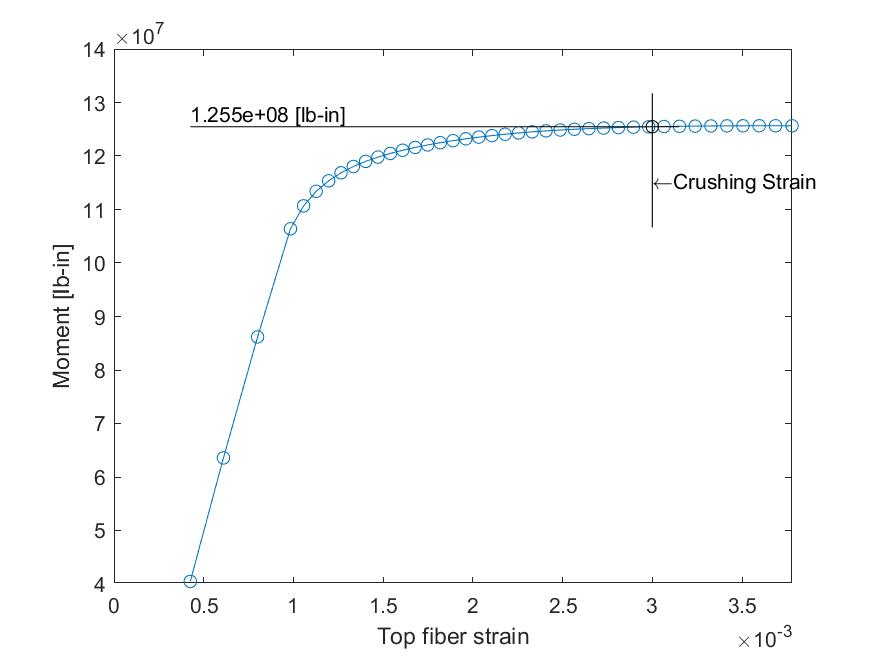 ×10⁷
14
13
12
11
10
9
8
7
6
5
4
Moment [lb-in]
1.255e+08 [lb-in]
←Crushing Strain
0 0.5 1 1.5 2 2.5 3 3.5
Top fiber strain
×10⁻³